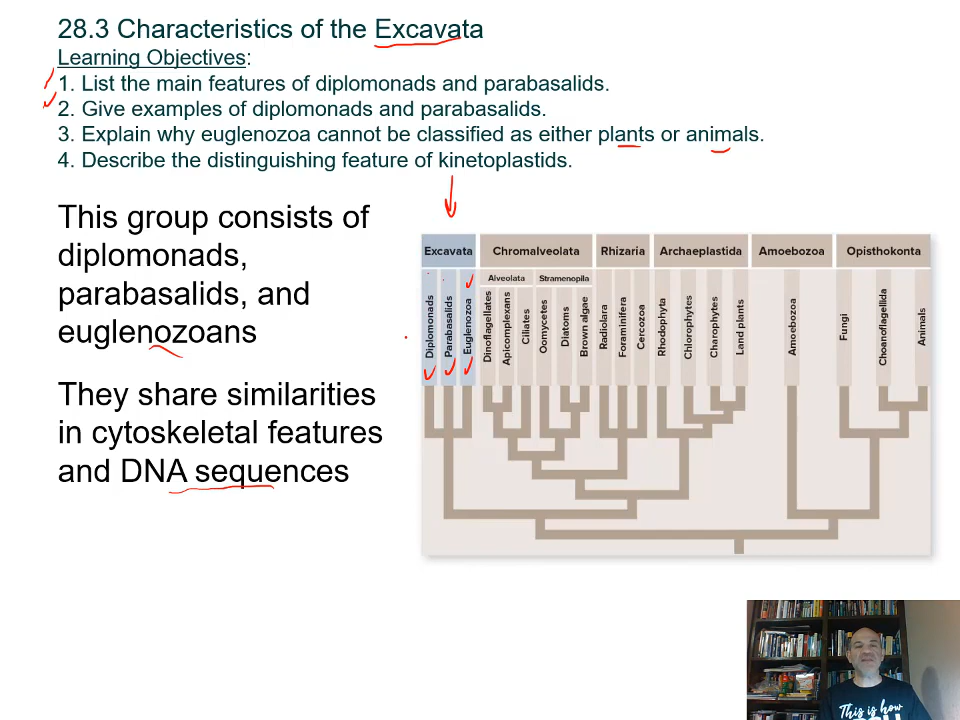 28.3 Characteristics of the Excavata
Learning Objectives:
1. List the main features of diplomonads and parabasalids.
2. Give examples of diplomonads and parabasalids.
3. Explain why euglenozoa cannot be classified as either plants or animals.
4. Describe the distinguishing feature of kinetoplastids.
This group consists of
diplomonads,
parabasalids, and
euglenozoans
They share similarities
in cytoskeletal features
and DNA sequences
Excavata
Chromalveolata
Rhizaria
Archaeplastida
Amoebozoa
Opisthokonta
Alveolata
Stramenopila
Diplomonads
Parabasalids
Euglenozoa
Dinoflagellates
Apicomplexans
Ciliates
Oomycetes
Diatoms
Brown algae
Radiolara
Foraminifera
Cercozoa
Rhodophyta
Chlorophytes
Charophytes
Land plants
Amoebozoa
Fungi
Choanoflagellida
Animals
This is how